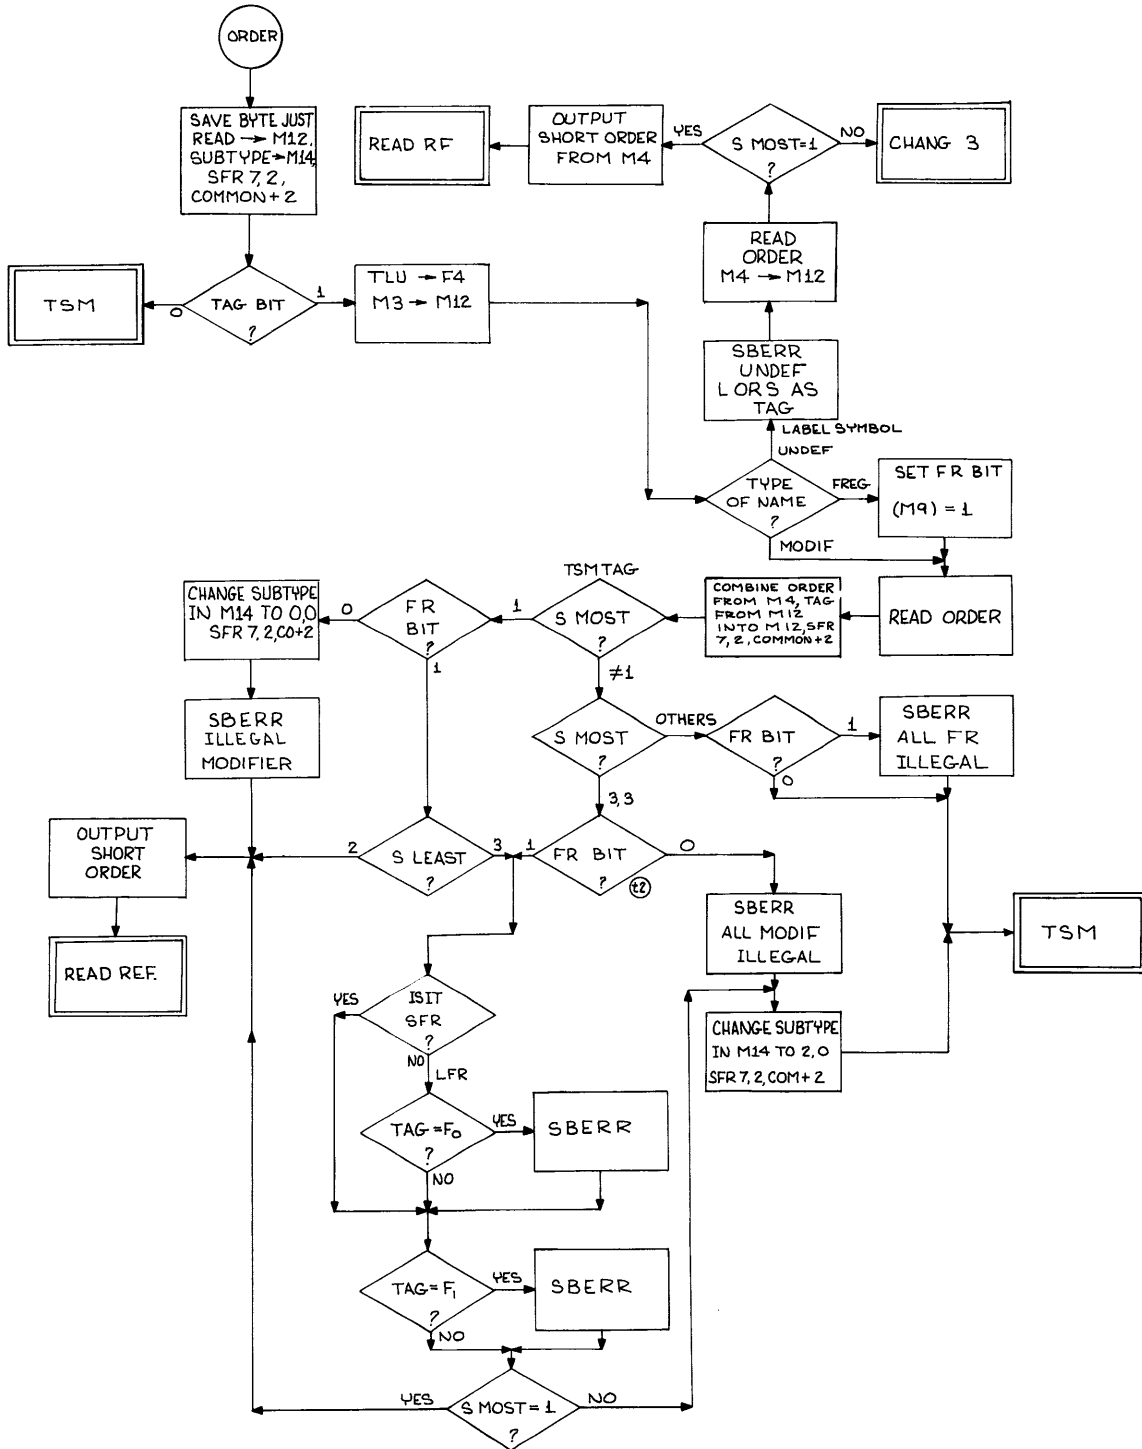 ORDER
SAVE BYTE JUST
READ → M12,
SUBTYPE→M14,
SFR 7,2,
COMMON+2
READ RF
OUTPUT
SHORT ORDER
FROM M4
YES
S MOST=1
?
NO
CHANG 3
READ
ORDER
M4 → M12
TSM
0
TAG BIT
?
1
TLU → F4
M3 → M12
SBERR
UNDEF
L ORS AS
TAG
LABEL SYMBOL
UNDEF
TYPE
OF NAME
?
FREG
SET FR BIT
(M9) = 1
MODIF
CHANGE SUBTYPE
IN M14 TO 0,0
SFR 7,2,CO+2
0
FR
BIT
?
1
1
TSM TAG
S MOST
?
≠1
COMBINE ORDER
FROM M4, TAG
FROM M12
INTO M12, SFR
7,2, COMMON+2
READ ORDER
SBERR
ILLEGAL
MODIFIER
S MOST
?
OTHERS
3,3
FR BIT
?
1
0
SBERR
ALL FR
ILLEGAL
OUTPUT
SHORT
ORDER
2
S LEAST
?
3
1
FR BIT
?
t2
0
READ REF.
SBERR
ALL MODIF
ILLEGAL
TSM
YES
IS IT
SFR
?
NO
LFR
CHANGE SUBTYPE
IN M14 TO 2,0
SFR 7,2,COM+2
TAG=F0
?
YES
NO
SBERR
TAG=F1
?
YES
NO
SBERR
YES
S MOST=1
?
NO